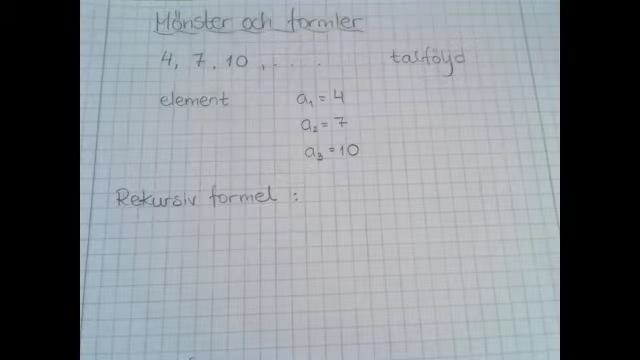 Mönster och formler
4, 7, 10, ..... talföljd
element a₁ = 4
a₂ = 7
a₃ = 10
Rekursiv formel :